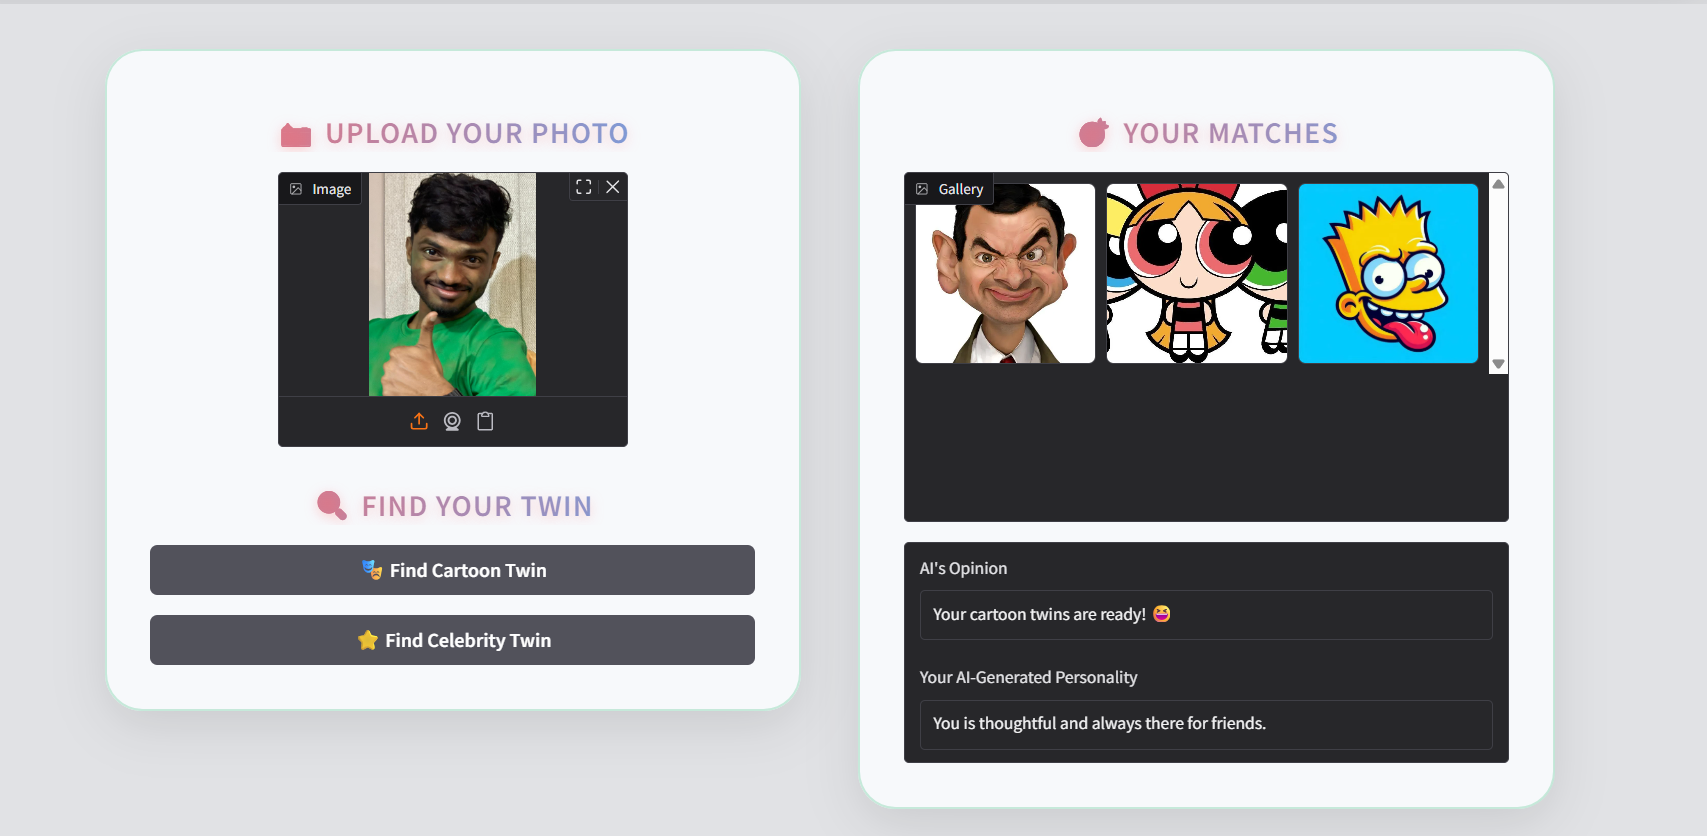 UPLOAD YOUR PHOTO
Image
FIND YOUR TWIN
Find Cartoon Twin
Find Celebrity Twin
YOUR MATCHES
Gallery
AI's Opinion
Your cartoon twins are ready! 😆
Your AI-Generated Personality
You is thoughtful and always there for friends.